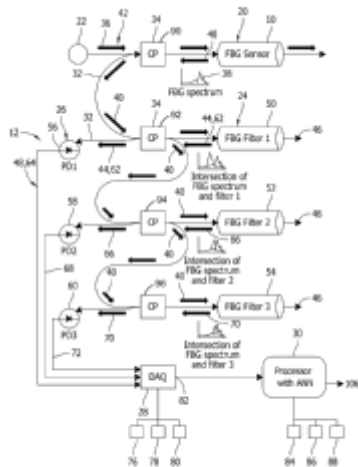 22
36
42
34
90
20
10
CP
FBG Sensor
32
38
FBG spectrum
40
34
92
24
50
12
26
56
32
CP
44,62
FBG Filter 1
46
PD1
44,62
40
Intersection of
FBG spectrum
and filter 1
48,64
40
94
52
58
CP
FBG Filter 2
46
PD2
66
40
66
68
Intersection of
FBG spectrum
and filter 2
40
40
96
54
60
CP
FBG Filter 3
46
PD3
70
70
72
Intersection of
FBG spectrum
and filter 3
30
DAQ
82
Processor
with ANN
28
76
78
80
84
86
88